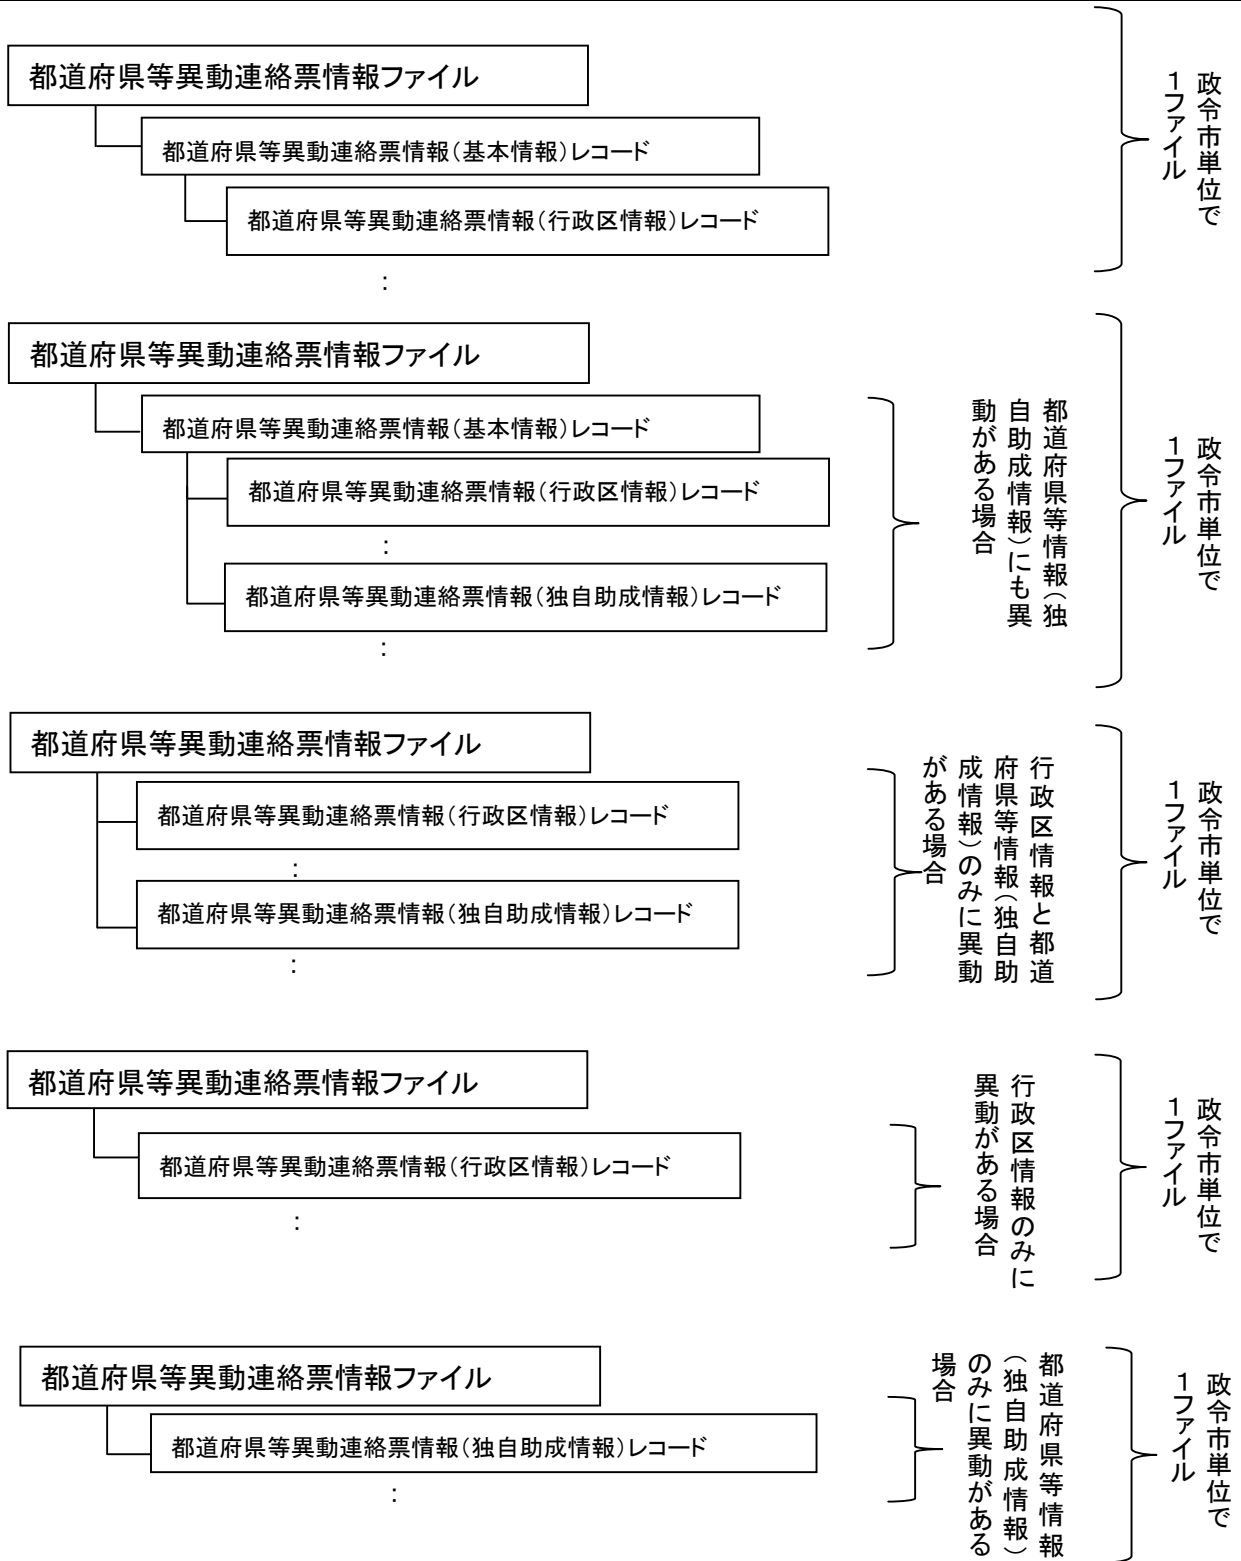 都道府県等異動連絡票情報ファイル
都道府県等異動連絡票情報（基本情報）レコード
都道府県等異動連絡票情報（行政区情報）レコード
：
政令市単位で
１ファイル
都道府県等異動連絡票情報ファイル
都道府県等異動連絡票情報（基本情報）レコード
都道府県等異動連絡票情報（行政区情報）レコード
：
都道府県等異動連絡票情報（独自助成情報）レコード
：
都道府県等情報（独
自助成情報）にも異
動がある場合
政令市単位で
１ファイル
都道府県等異動連絡票情報ファイル
都道府県等異動連絡票情報（行政区情報）レコード
：
都道府県等異動連絡票情報（独自助成情報）レコード
：
行政区情報と都道
府県等情報（独自助
成情報）のみに異動
がある場合
政令市単位で
１ファイル
都道府県等異動連絡票情報ファイル
都道府県等異動連絡票情報（行政区情報）レコード
：
行政区情報のみに
異動がある場合
政令市単位で
１ファイル
都道府県等異動連絡票情報ファイル
都道府県等異動連絡票情報（独自助成情報）レコード
：
都道府県等情報
（独自助成情報）
のみに異動がある
場合
政令市単位で
１ファイル